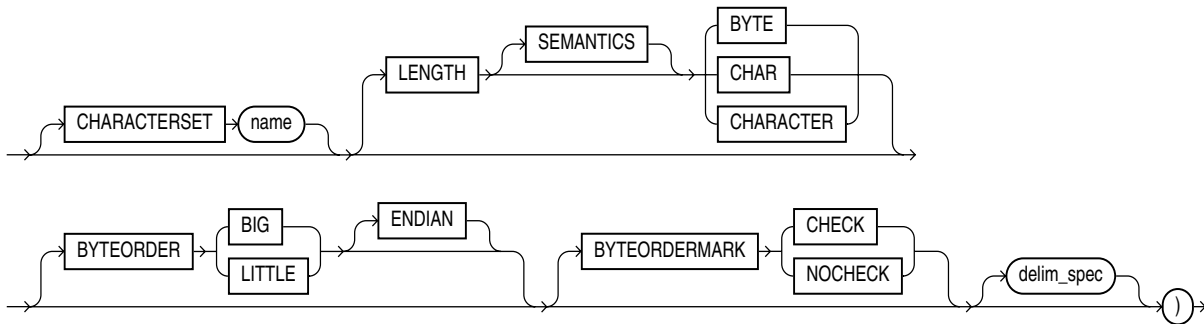 SEMANTICS BYTE
LENGTH CHAR
CHARACTERSET name CHARACTER
BIG ENDIAN CHECK
BYTEORDER BYTEORDERMARK
LITTLE NOCHECK delim_spec
)